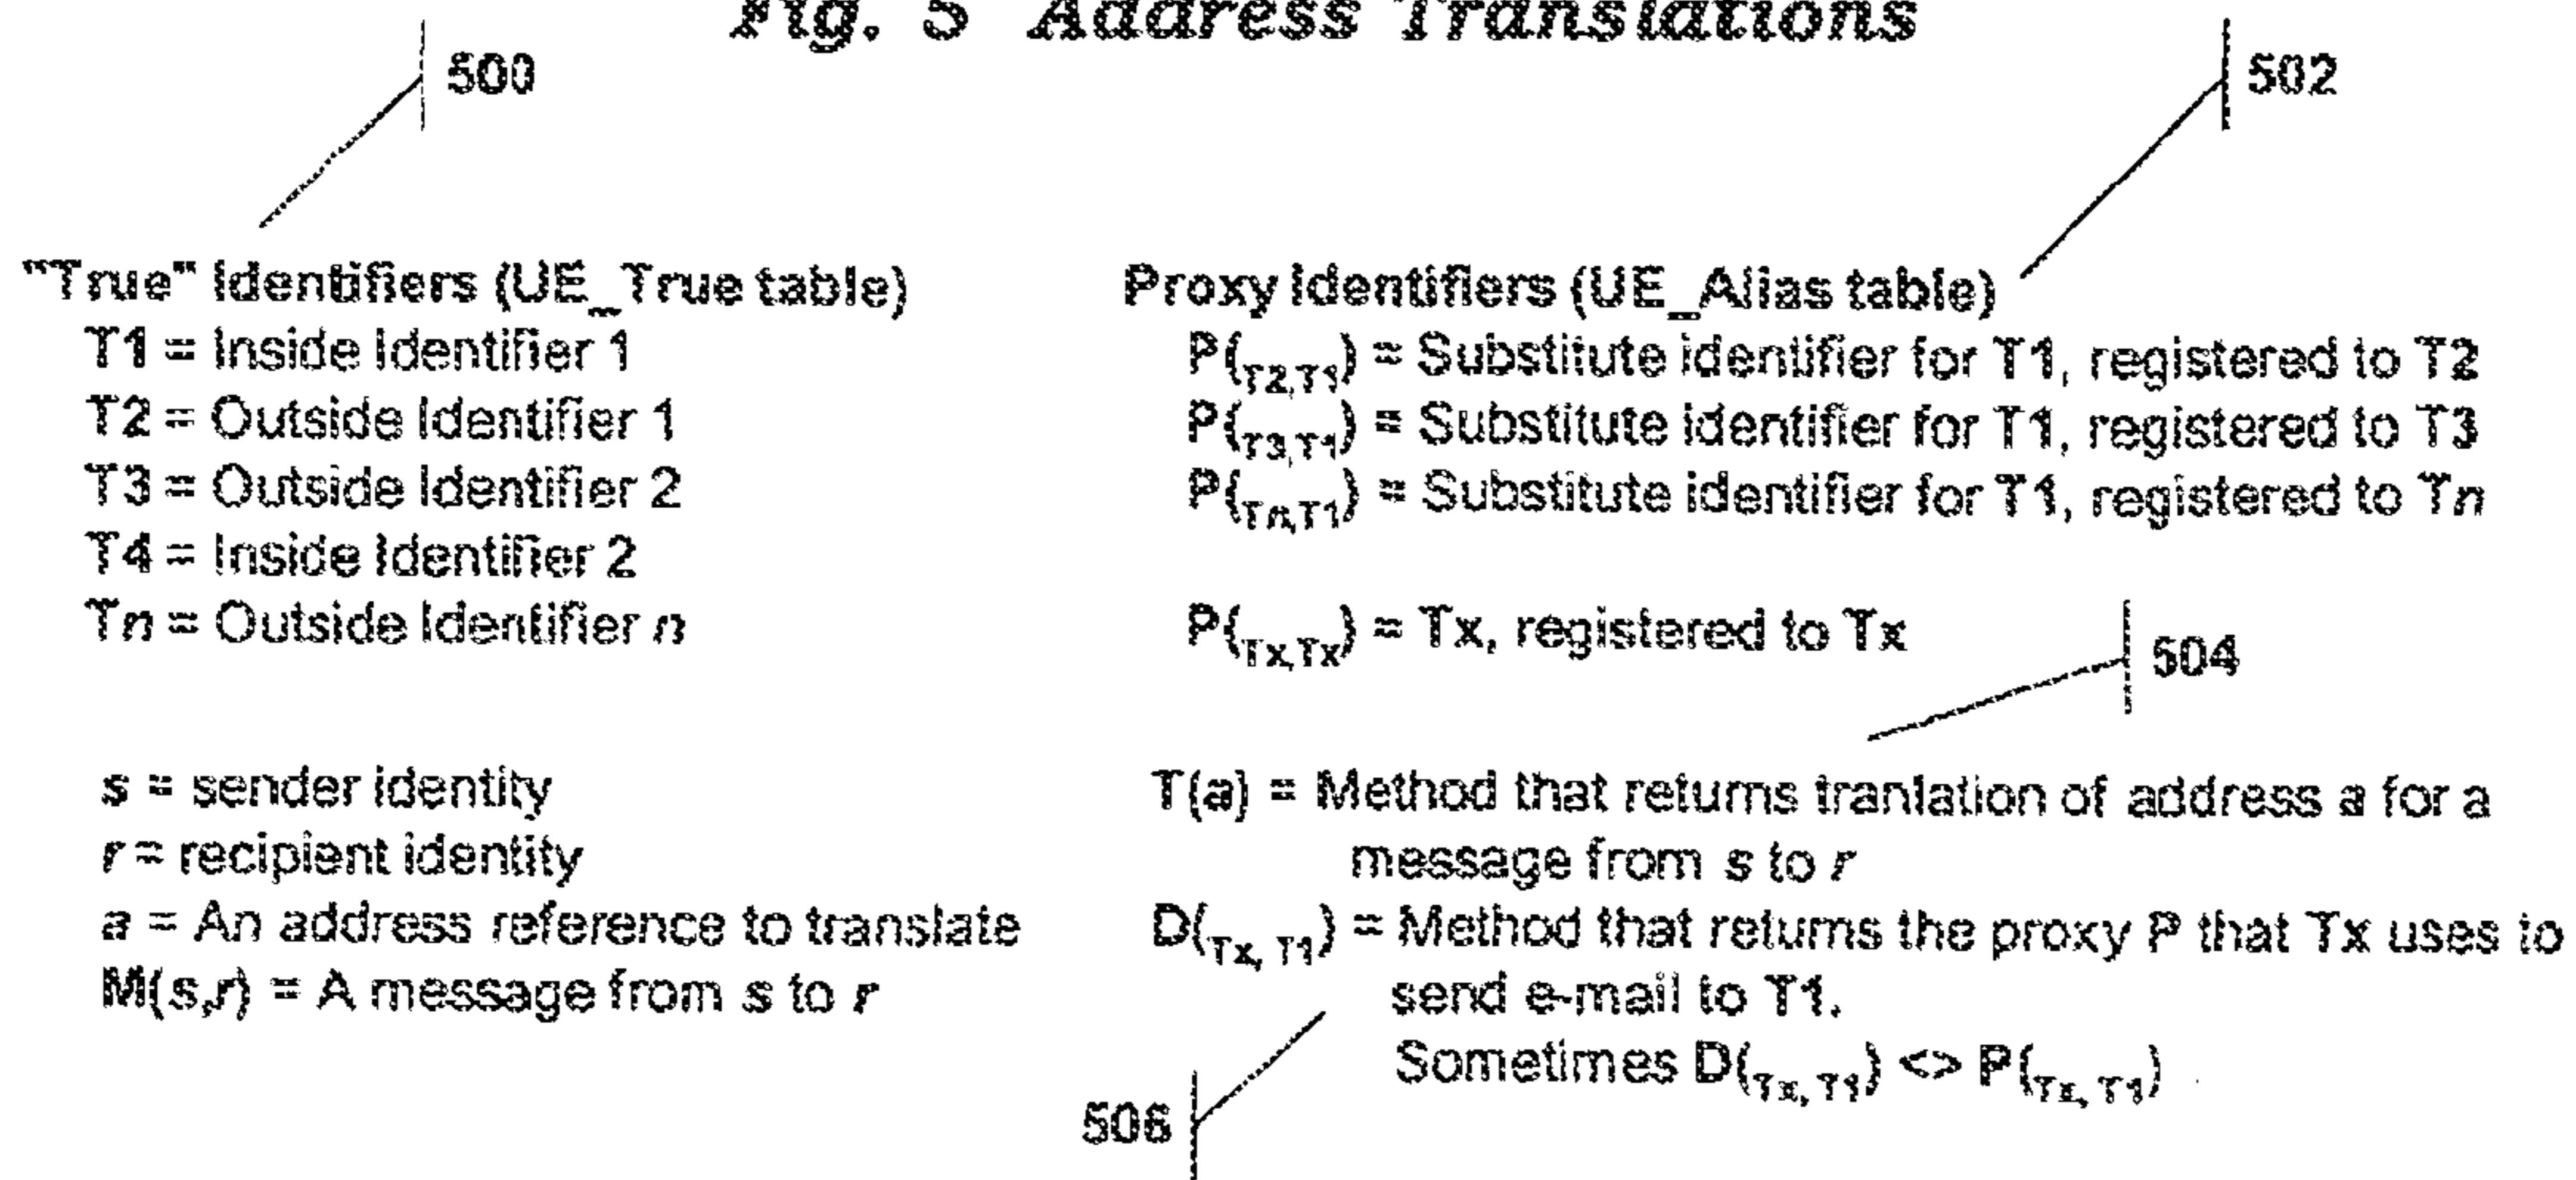 Fig. 5 Address Translations
500
502
"True" Identifiers (UE_True table)
T1 = Inside Identifier 1
T2 = Outside Identifier 1
T3 = Outside Identifier 2
T4 = Inside Identifier 2
Tn = Outside Identifier n
Proxy Identifiers (UE_Alias table)
P(T2,T1) = Substitute identifier for T1, registered to T2
P(T3,T1) = Substitute identifier for T1, registered to T3
P(Tn,T1) = Substitute identifier for T1, registered to Tn
P(Tx,Tx) = Tx, registered to Tx
504
s = sender identity
r = recipient identity
a = An address reference to translate
M(s,r) = A message from s to r
T(a) = Method that returns tranlation of address a for a
message from s to r
D(Tx, T1) = Method that returns the proxy P that Tx uses to
send e-mail to T1.
Sometimes D(Tx, T1) <> P(Tx, T1)
506